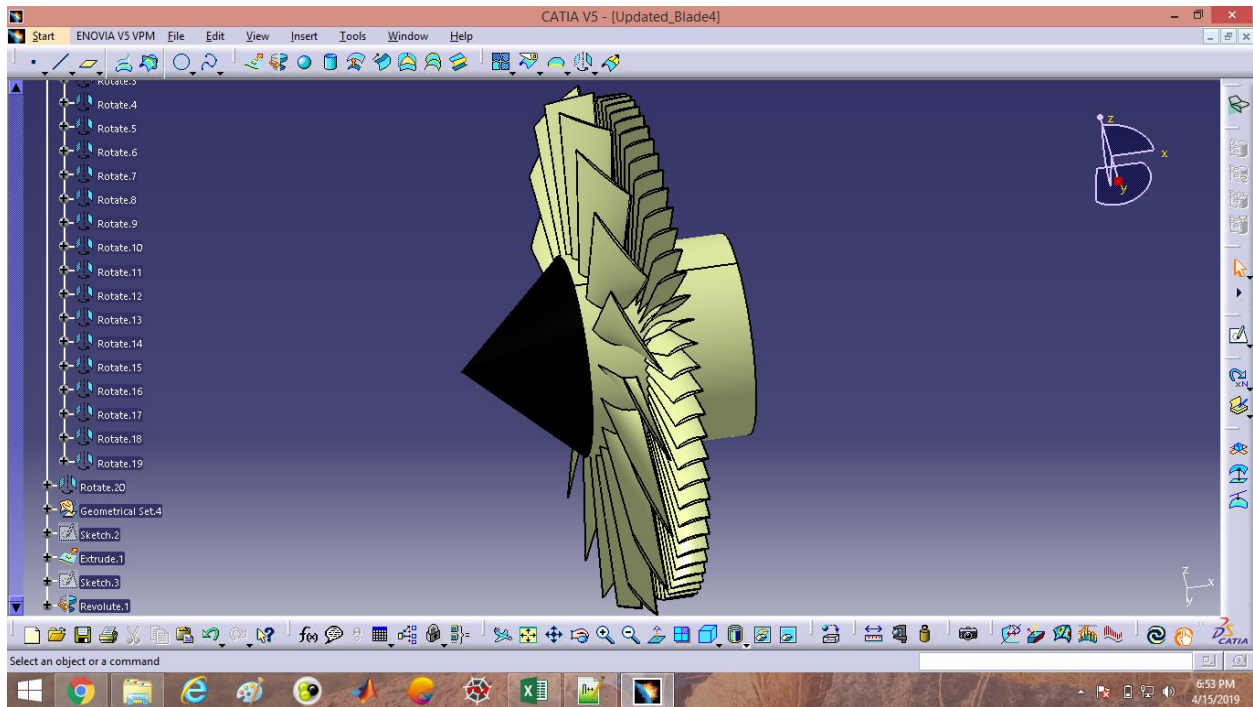 CATIA V5 - [Updated_Blade4]
Start ENOVIA V5 VPM File Edit View Insert Tools Window Help
Rotate.3
Rotate.4
Rotate.5
Rotate.6
Rotate.7
Rotate.8
Rotate.9
Rotate.10
Rotate.11
Rotate.12
Rotate.13
Rotate.14
Rotate.15
Rotate.16
Rotate.17
Rotate.18
Rotate.19
Rotate.20
Geometrical Set.4
Sketch.2
Extrude.1
Sketch.3
Revolute.1
z
x
y
XN
z
x
y
f(x)
CATIA
Select an object or a command
6:53 PM
4/15/2019